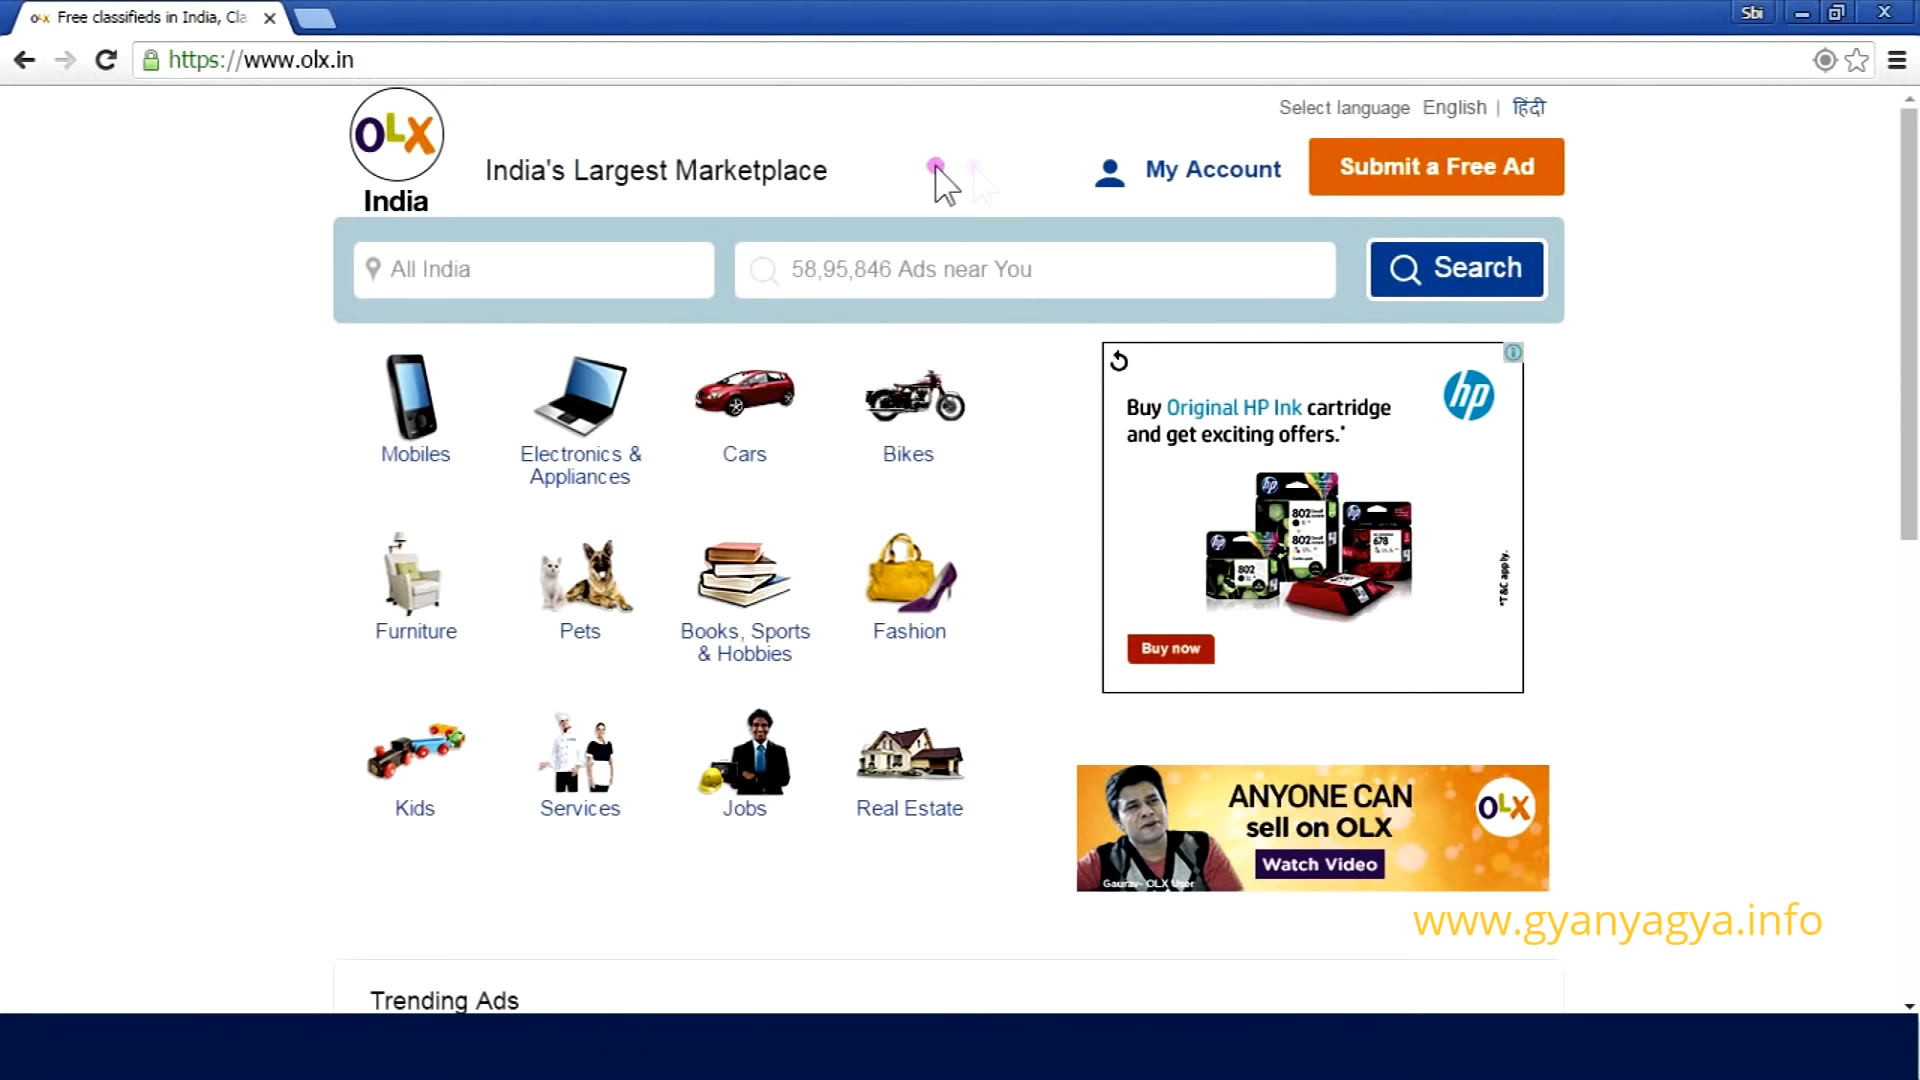 OLX Free classifieds in India, Cla
Sbi
https://www.olx.in
Select language English | हिंदी
OLX
India
India's Largest Marketplace
My Account
Submit a Free Ad
All India
58,95,846 Ads near You
Search
Mobiles
Electronics &
Appliances
Cars
Bikes
hp
Buy Original HP Ink cartridge
and get exciting offers.*
802
802
802
678
*T&C apply.
Buy now
Furniture
Pets
Books, Sports
& Hobbies
Fashion
Kids
Services
Jobs
Real Estate
ANYONE CAN
sell on OLX
Watch Video
OLX
Gaurav- OLX User
www.gyanyagya.info
Trending Ads